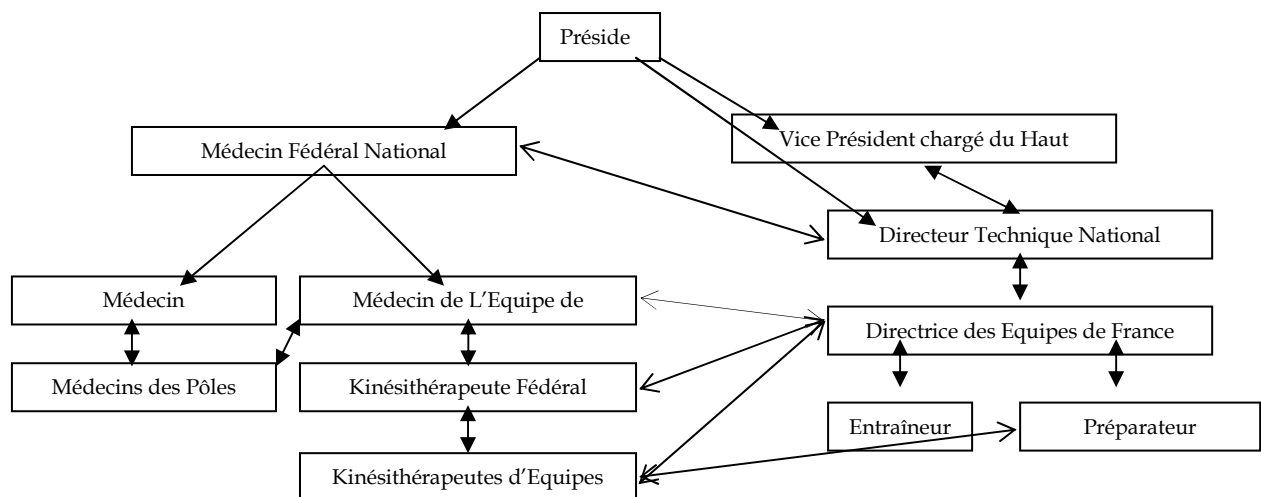 Préside
Médecin Fédéral National
Vice Président chargé du Haut
Directeur Technique National
Médecin
Médecin de L’Equipe de
Directrice des Equipes de France
Médecins des Pôles
Kinésithérapeute Fédéral
Entraîneur
Préparateur
Kinésithérapeutes d’Equipes